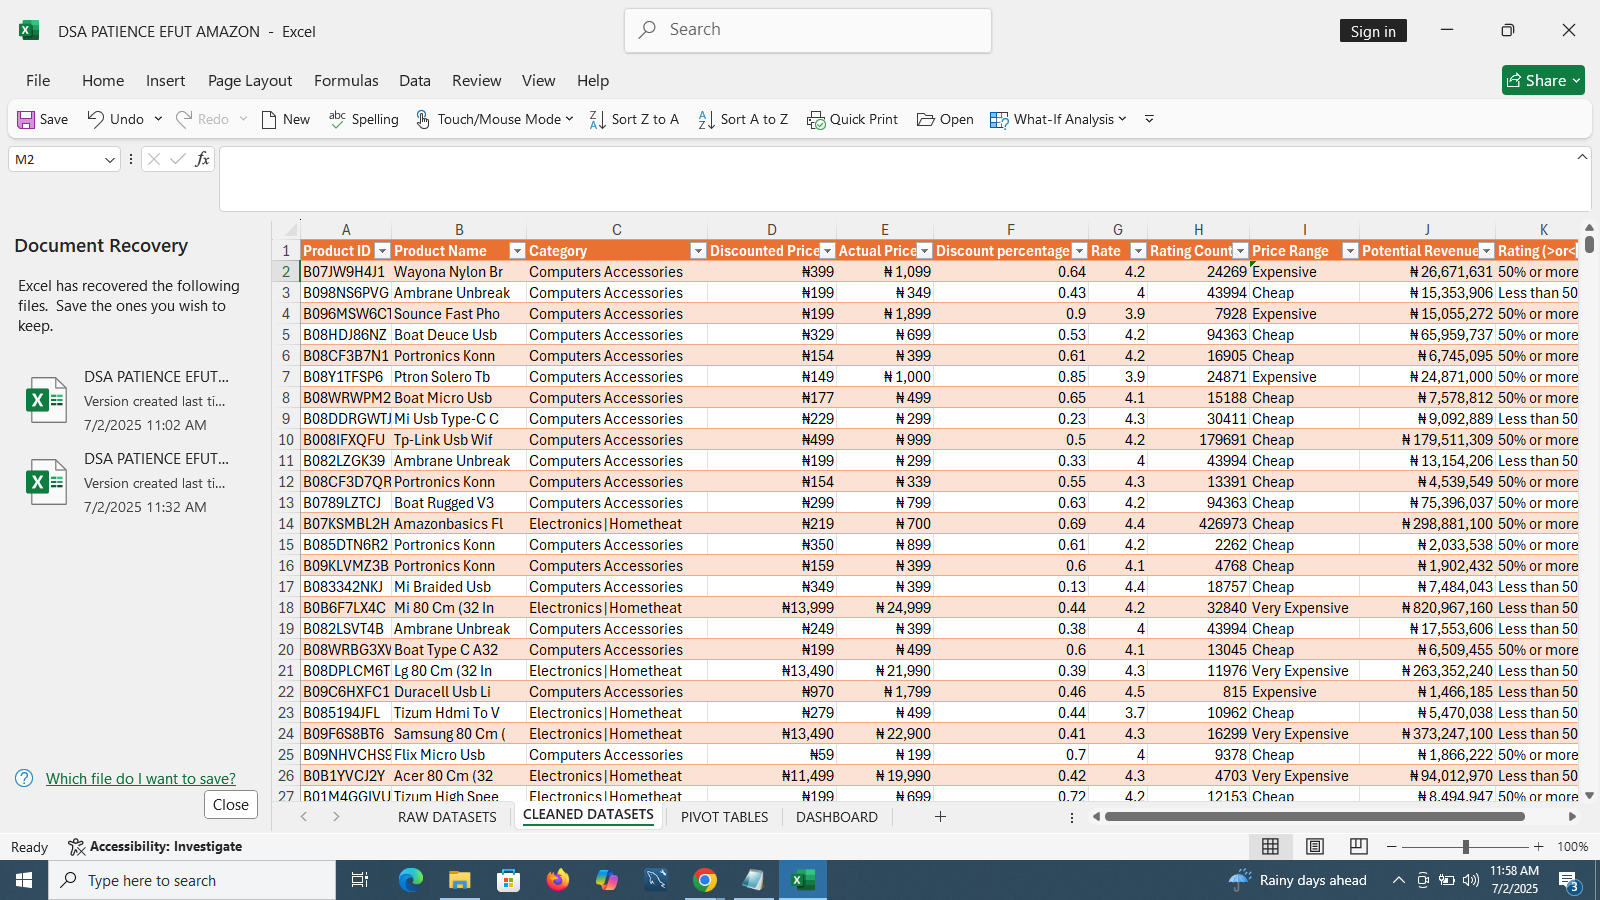 DSA PATIENCE EFUT AMAZON - Excel
Search
Sign in
File Home Insert Page Layout Formulas Data Review View Help
Share
Save Undo Redo New Spelling Touch/Mouse Mode Sort Z to A Sort A to Z Quick Print Open What-If Analysis
M2 fx
Document Recovery
Excel has recovered the following
files. Save the ones you wish to
keep.
DSA PATIENCE EFUT...
Version created last ti...
7/2/2025 11:02 AM
DSA PATIENCE EFUT...
Version created last ti...
7/2/2025 11:32 AM
Which file do I want to save?
Close
A B C D E F G H I J K
1 Product ID Product Name Category Discounted Price Actual Price Discount percentage Rate Rating Count Price Range Potential Revenue Rating (>or<
2 B07JW9H4J1 Wayona Nylon Br Computers Accessories ₦399 ₦ 1,099 0.64 4.2 24269 Expensive ₦ 26,671,631 50% or more
3 B098NS6PVG Ambrane Unbreak Computers Accessories ₦199 ₦ 349 0.43 4 43994 Cheap ₦ 15,353,906 Less than 50
4 B096MSW6CT Sounce Fast Pho Computers Accessories ₦199 ₦ 1,899 0.9 3.9 7928 Expensive ₦ 15,055,272 50% or more
5 B08HDJ86NZ Boat Deuce Usb Computers Accessories ₦329 ₦ 699 0.53 4.2 94363 Cheap ₦ 65,959,737 50% or more
6 B08CF3B7N1 Portronics Konn Computers Accessories ₦154 ₦ 399 0.61 4.2 16905 Cheap ₦ 6,745,095 50% or more
7 B08Y1TFSP6 Ptron Solero Tb Computers Accessories ₦149 ₦ 1,000 0.85 3.9 24871 Expensive ₦ 24,871,000 50% or more
8 B08WRWPM2 Boat Micro Usb Computers Accessories ₦177 ₦ 499 0.65 4.1 15188 Cheap ₦ 7,578,812 50% or more
9 B08DDRGWTJ Mi Usb Type-C C Computers Accessories ₦229 ₦ 299 0.23 4.3 30411 Cheap ₦ 9,092,889 Less than 50
10 B008IFXQFU Tp-Link Usb Wif Computers Accessories ₦499 ₦ 999 0.5 4.2 179691 Cheap ₦ 179,511,309 50% or more
11 B082LZGK39 Ambrane Unbreak Computers Accessories ₦199 ₦ 299 0.33 4 43994 Cheap ₦ 13,154,206 Less than 50
12 B08CF3D7QR Portronics Konn Computers Accessories ₦154 ₦ 339 0.55 4.3 13391 Cheap ₦ 4,539,549 50% or more
13 B0789LZTCJ Boat Rugged V3 Computers Accessories ₦299 ₦ 799 0.63 4.2 94363 Cheap ₦ 75,396,037 50% or more
14 B07KSMBL2H Amazonbasics Fl Electronics|Hometheat ₦219 ₦ 700 0.69 4.4 426973 Cheap ₦ 298,881,100 50% or more
15 B085DTN6R2 Portronics Konn Computers Accessories ₦350 ₦ 899 0.61 4.2 2262 Cheap ₦ 2,033,538 50% or more
16 B09KLVMZ3B Portronics Konn Computers Accessories ₦159 ₦ 399 0.6 4.1 4768 Cheap ₦ 1,902,432 50% or more
17 B083342NKJ Mi Braided Usb Computers Accessories ₦349 ₦ 399 0.13 4.4 18757 Cheap ₦ 7,484,043 Less than 50
18 B0B6F7LX4C Mi 80 Cm (32 In Electronics|Hometheat ₦13,999 ₦ 24,999 0.44 4.2 32840 Very Expensive ₦ 820,967,160 Less than 50
19 B082LSVT4B Ambrane Unbreak Computers Accessories ₦249 ₦ 399 0.38 4 43994 Cheap ₦ 17,553,606 Less than 50
20 B08WRBG3XV Boat Type C A32 Computers Accessories ₦199 ₦ 499 0.6 4.1 13045 Cheap ₦ 6,509,455 50% or more
21 B08DPLCM6T Lg 80 Cm (32 In Electronics|Hometheat ₦13,490 ₦ 21,990 0.39 4.3 11976 Very Expensive ₦ 263,352,240 Less than 50
22 B09C6HXFC1 Duracell Usb Li Computers Accessories ₦970 ₦ 1,799 0.46 4.5 815 Expensive ₦ 1,466,185 Less than 50
23 B085194JFL Tizum Hdmi To V Electronics|Hometheat ₦279 ₦ 499 0.44 3.7 10962 Cheap ₦ 5,470,038 Less than 50
24 B09F6S8BT6 Samsung 80 Cm ( Electronics|Hometheat ₦13,490 ₦ 22,900 0.41 4.3 16299 Very Expensive ₦ 373,247,100 Less than 50
25 B09NHVCHS9 Flix Micro Usb Computers Accessories ₦59 ₦ 199 0.7 4 9378 Cheap ₦ 1,866,222 50% or more
26 B0B1YVCJ2Y Acer 80 Cm (32 Electronics|Hometheat ₦11,499 ₦ 19,990 0.42 4.3 4703 Very Expensive ₦ 94,012,970 Less than 50
27 B01M4GGIVU Tizum High Spee Electronics|Hometheat ₦199 ₦ 699 0.72 4.2 12153 Cheap ₦ 8,494,947 50% or more
RAW DATASETS CLEANED DATASETS PIVOT TABLES DASHBOARD
Ready Accessibility: Investigate 100%
Type here to search
Rainy days ahead
11:58 AM
7/2/2025
3